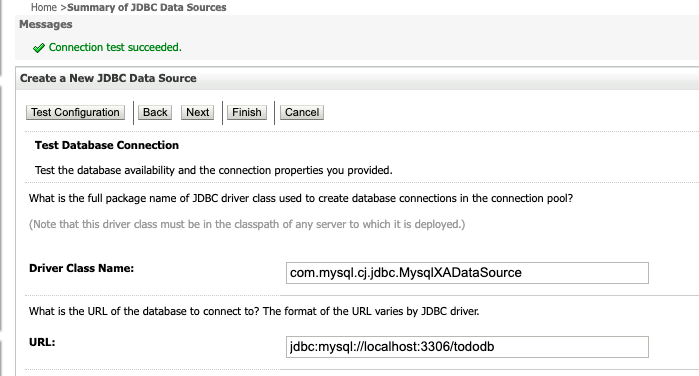 Home >Summary of JDBC Data Sources
Messages
Connection test succeeded.
Create a New JDBC Data Source
Test Configuration Back Next Finish Cancel
Test Database Connection
Test the database availability and the connection properties you provided.
What is the full package name of JDBC driver class used to create database connections in the connection pool?
(Note that this driver class must be in the classpath of any server to which it is deployed.)
Driver Class Name: com.mysql.cj.jdbc.MysqlXADataSource
What is the URL of the database to connect to? The format of the URL varies by JDBC driver.
URL: jdbc:mysql://localhost:3306/tododb